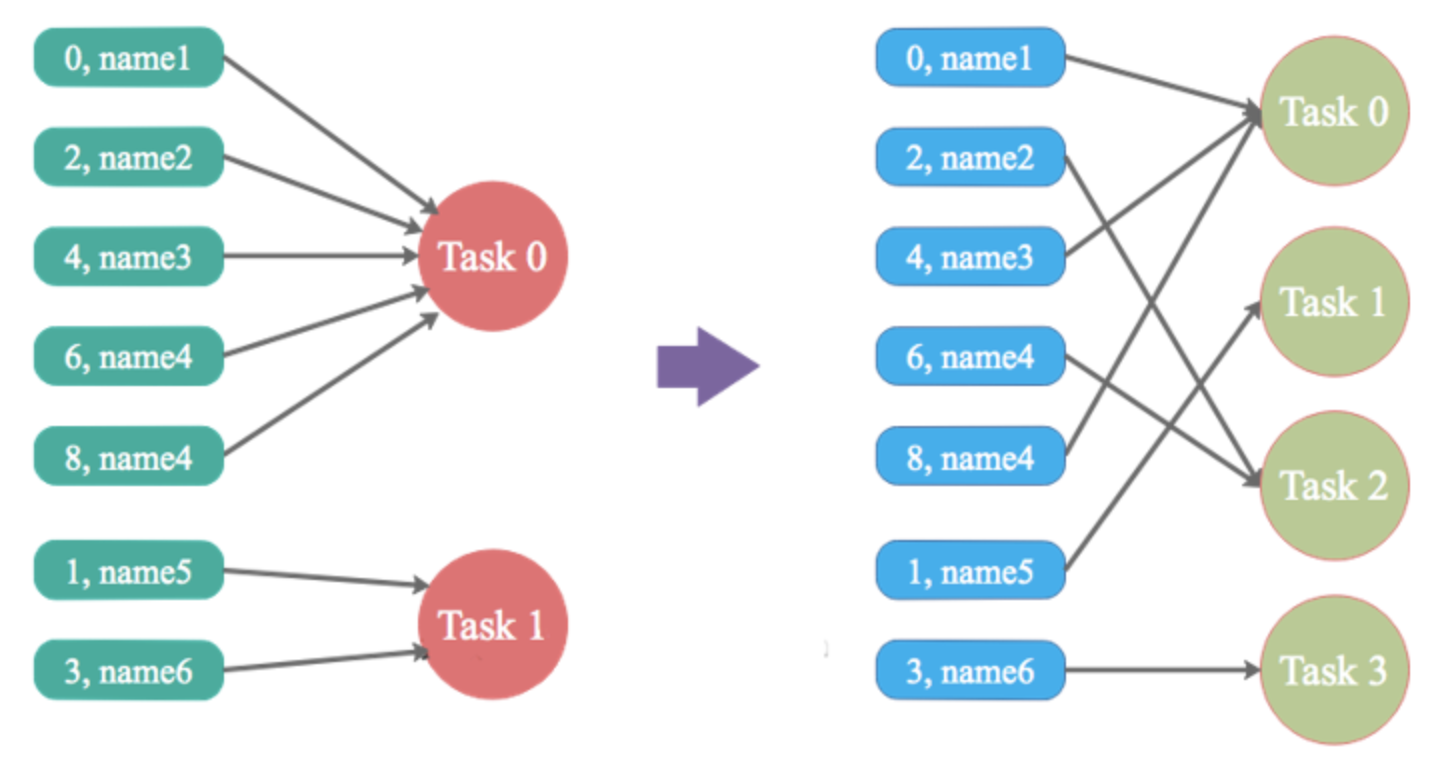 0, name1
2, name2
4, name3
6, name4
8, name4
1, name5
3, name6
Task 0
Task 1
0, name1
2, name2
4, name3
6, name4
8, name4
1, name5
3, name6
Task 0
Task 1
Task 2
Task 3